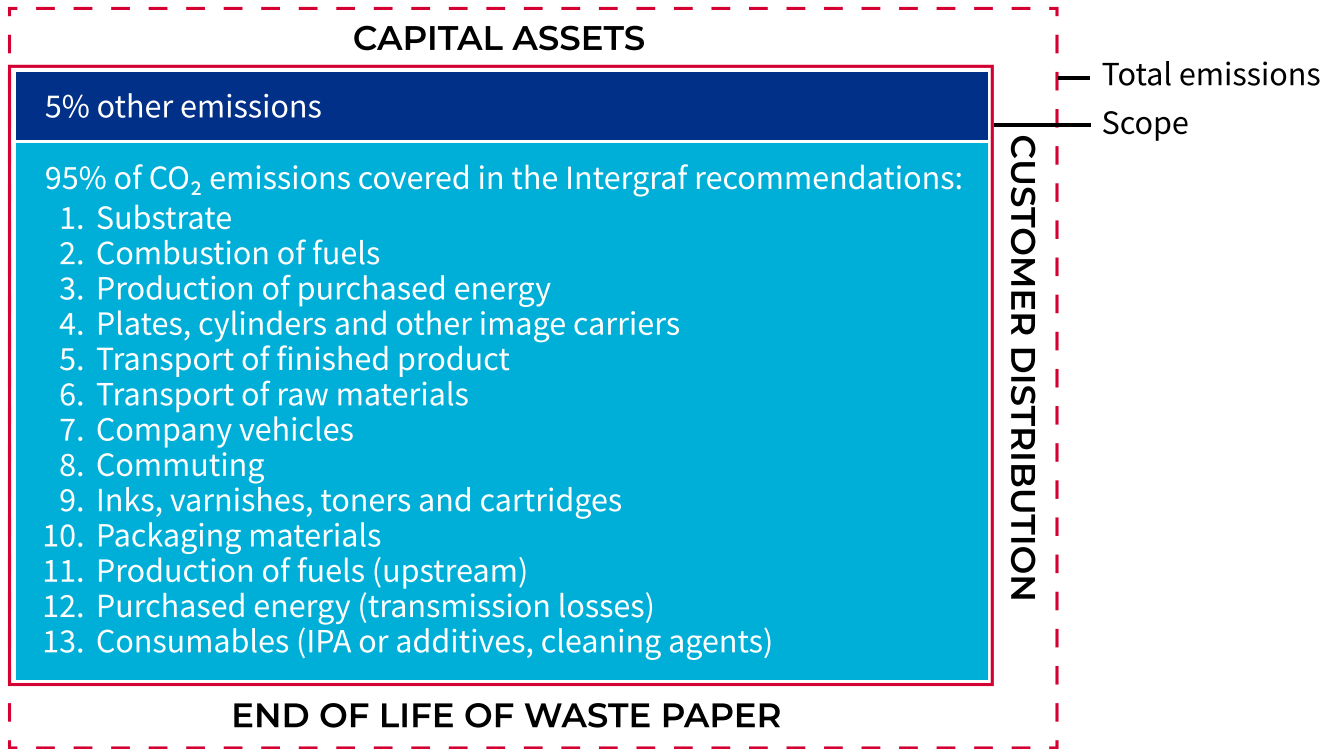 CAPITAL ASSETS
5% other emissions
95% of CO₂ emissions covered in the Intergraf recommendations:
1. Substrate
2. Combustion of fuels
3. Production of purchased energy
4. Plates, cylinders and other image carriers
5. Transport of finished product
6. Transport of raw materials
7. Company vehicles
8. Commuting
9. Inks, varnishes, toners and cartridges
10. Packaging materials
11. Production of fuels (upstream)
12. Purchased energy (transmission losses)
13. Consumables (IPA or additives, cleaning agents)
END OF LIFE OF WASTE PAPER
CUSTOMER DISTRIBUTION
Total emissions
Scope